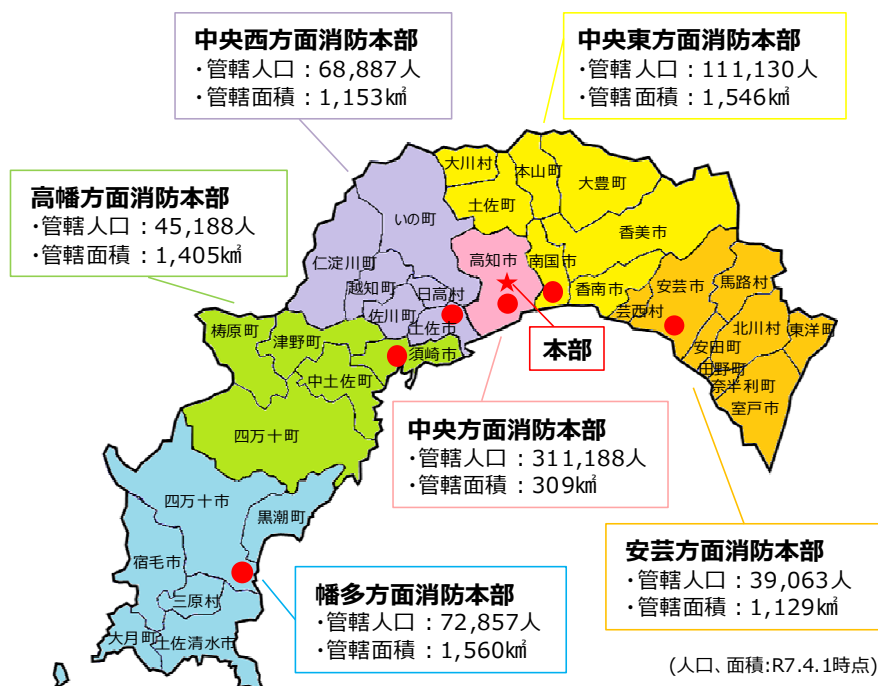 中央西方面消防本部
・管轄人口：68,887人
・管轄面積：1,153㎢
中央東方面消防本部
・管轄人口：111,130人
・管轄面積：1,546㎢
高幡方面消防本部
・管轄人口：45,188人
・管轄面積：1,405㎢
大川村
本山町
大豊町
土佐町
いの町
香美市
仁淀川町
高知市
南国市
越知町
日高村
香南市
安芸市
馬路村
佐川町
土佐市
芸西村
北川村
東洋町
梼原町
津野町
須崎市
本部
安田町
田野町
奈半利町
室戸市
中土佐町
四万十町
中央方面消防本部
・管轄人口：311,188人
・管轄面積：309㎢
四万十市
黒潮町
宿毛市
三原村
大月町
土佐清水市
安芸方面消防本部
・管轄人口：39,063人
・管轄面積：1,129㎢
幡多方面消防本部
・管轄人口：72,857人
・管轄面積：1,560㎢
(人口、面積:R7.4.1時点)